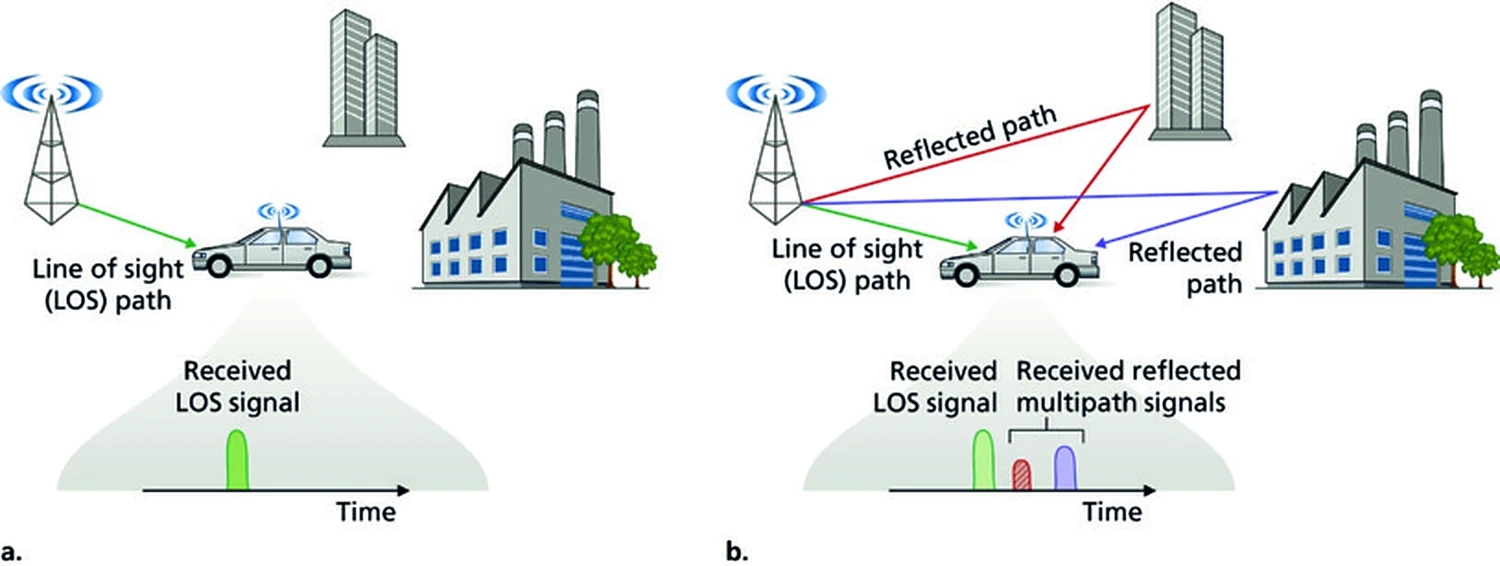 Line of sight
(LOS) path
Received
LOS signal
Time
a.
Reflected path
Line of sight
(LOS) path
Reflected
path
Received
LOS signal
Received reflected
multipath signals
Time
b.